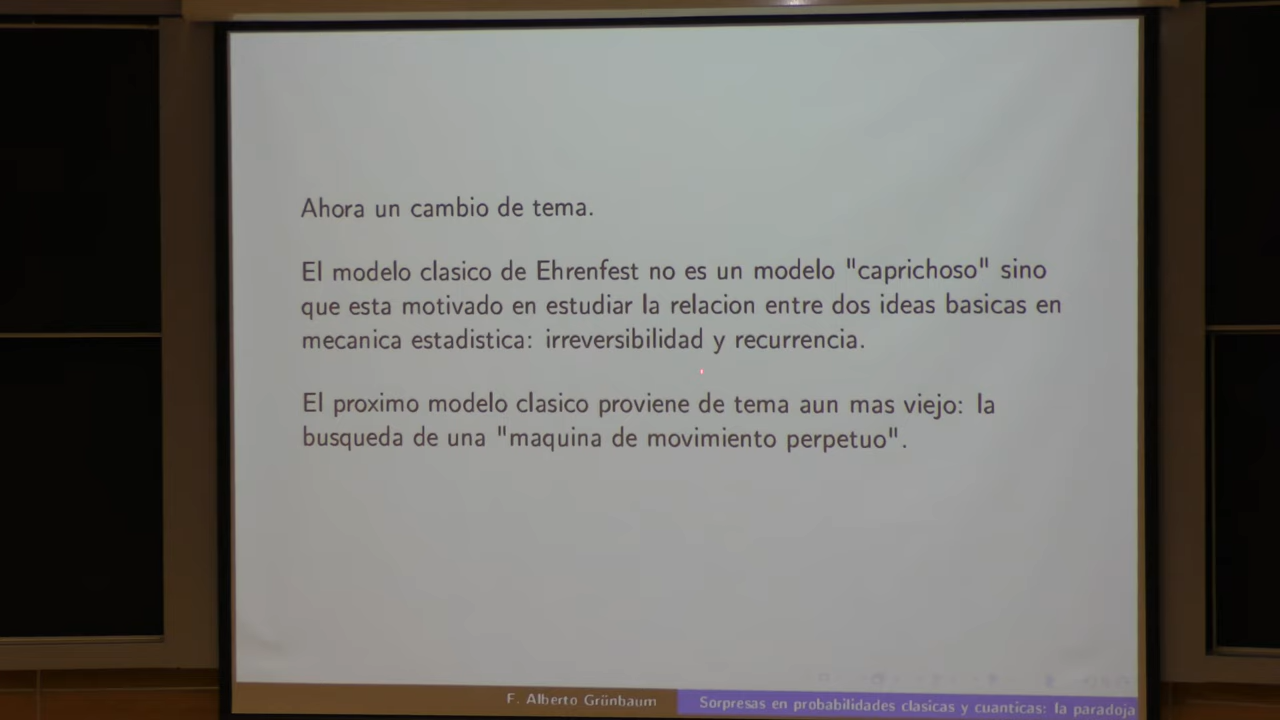 Ahora un cambio de tema.
El modelo clasico de Ehrenfest no es un modelo "caprichoso" sino
que esta motivado en estudiar la relacion entre dos ideas basicas en
mecanica estadistica: irreversibilidad y recurrencia.
El proximo modelo clasico proviene de tema aun mas viejo: la
busqueda de una "maquina de movimiento perpetuo".
F. Alberto Grünbaum
Sorpresas en probabilidades clasicas y cuanticas: la paradoja